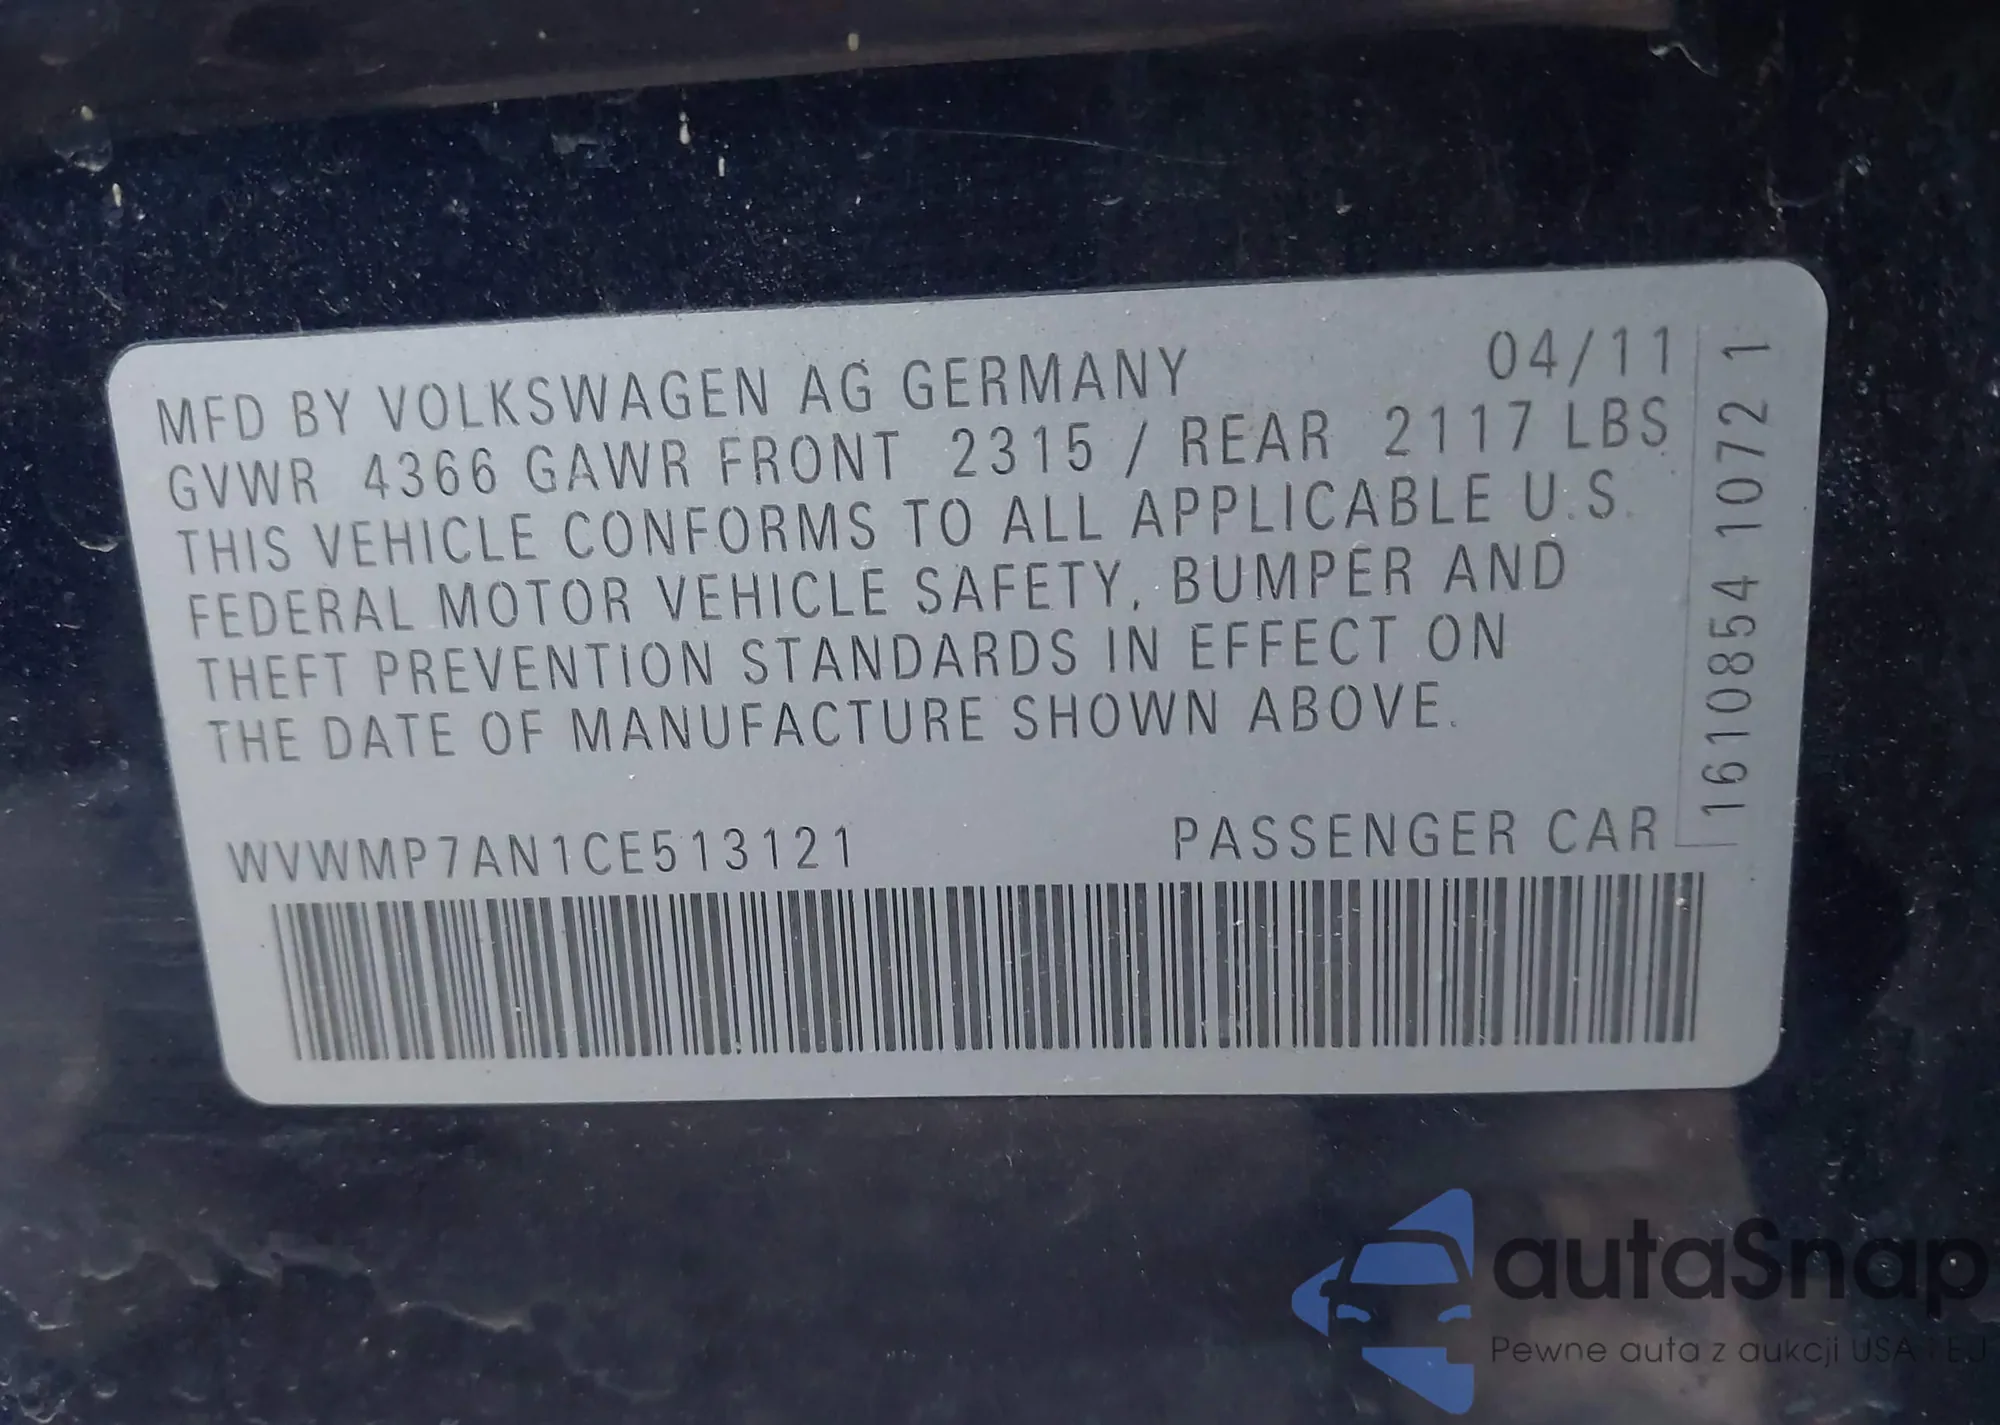 MFD BY VOLKSWAGEN AG GERMANY 04/11
GVWR 4366 GAWR FRONT 2315 / REAR 2117 LBS
THIS VEHICLE CONFORMS TO ALL APPLICABLE U.S.
FEDERAL MOTOR VEHICLE SAFETY, BUMPER AND
THEFT PREVENTION STANDARDS IN EFFECT ON
THE DATE OF MANUFACTURE SHOWN ABOVE.
WVWMP7AN1CE513121 PASSENGER CAR
1610854 1072 1
autaSnap
Pewne auta z aukcji USA i EU